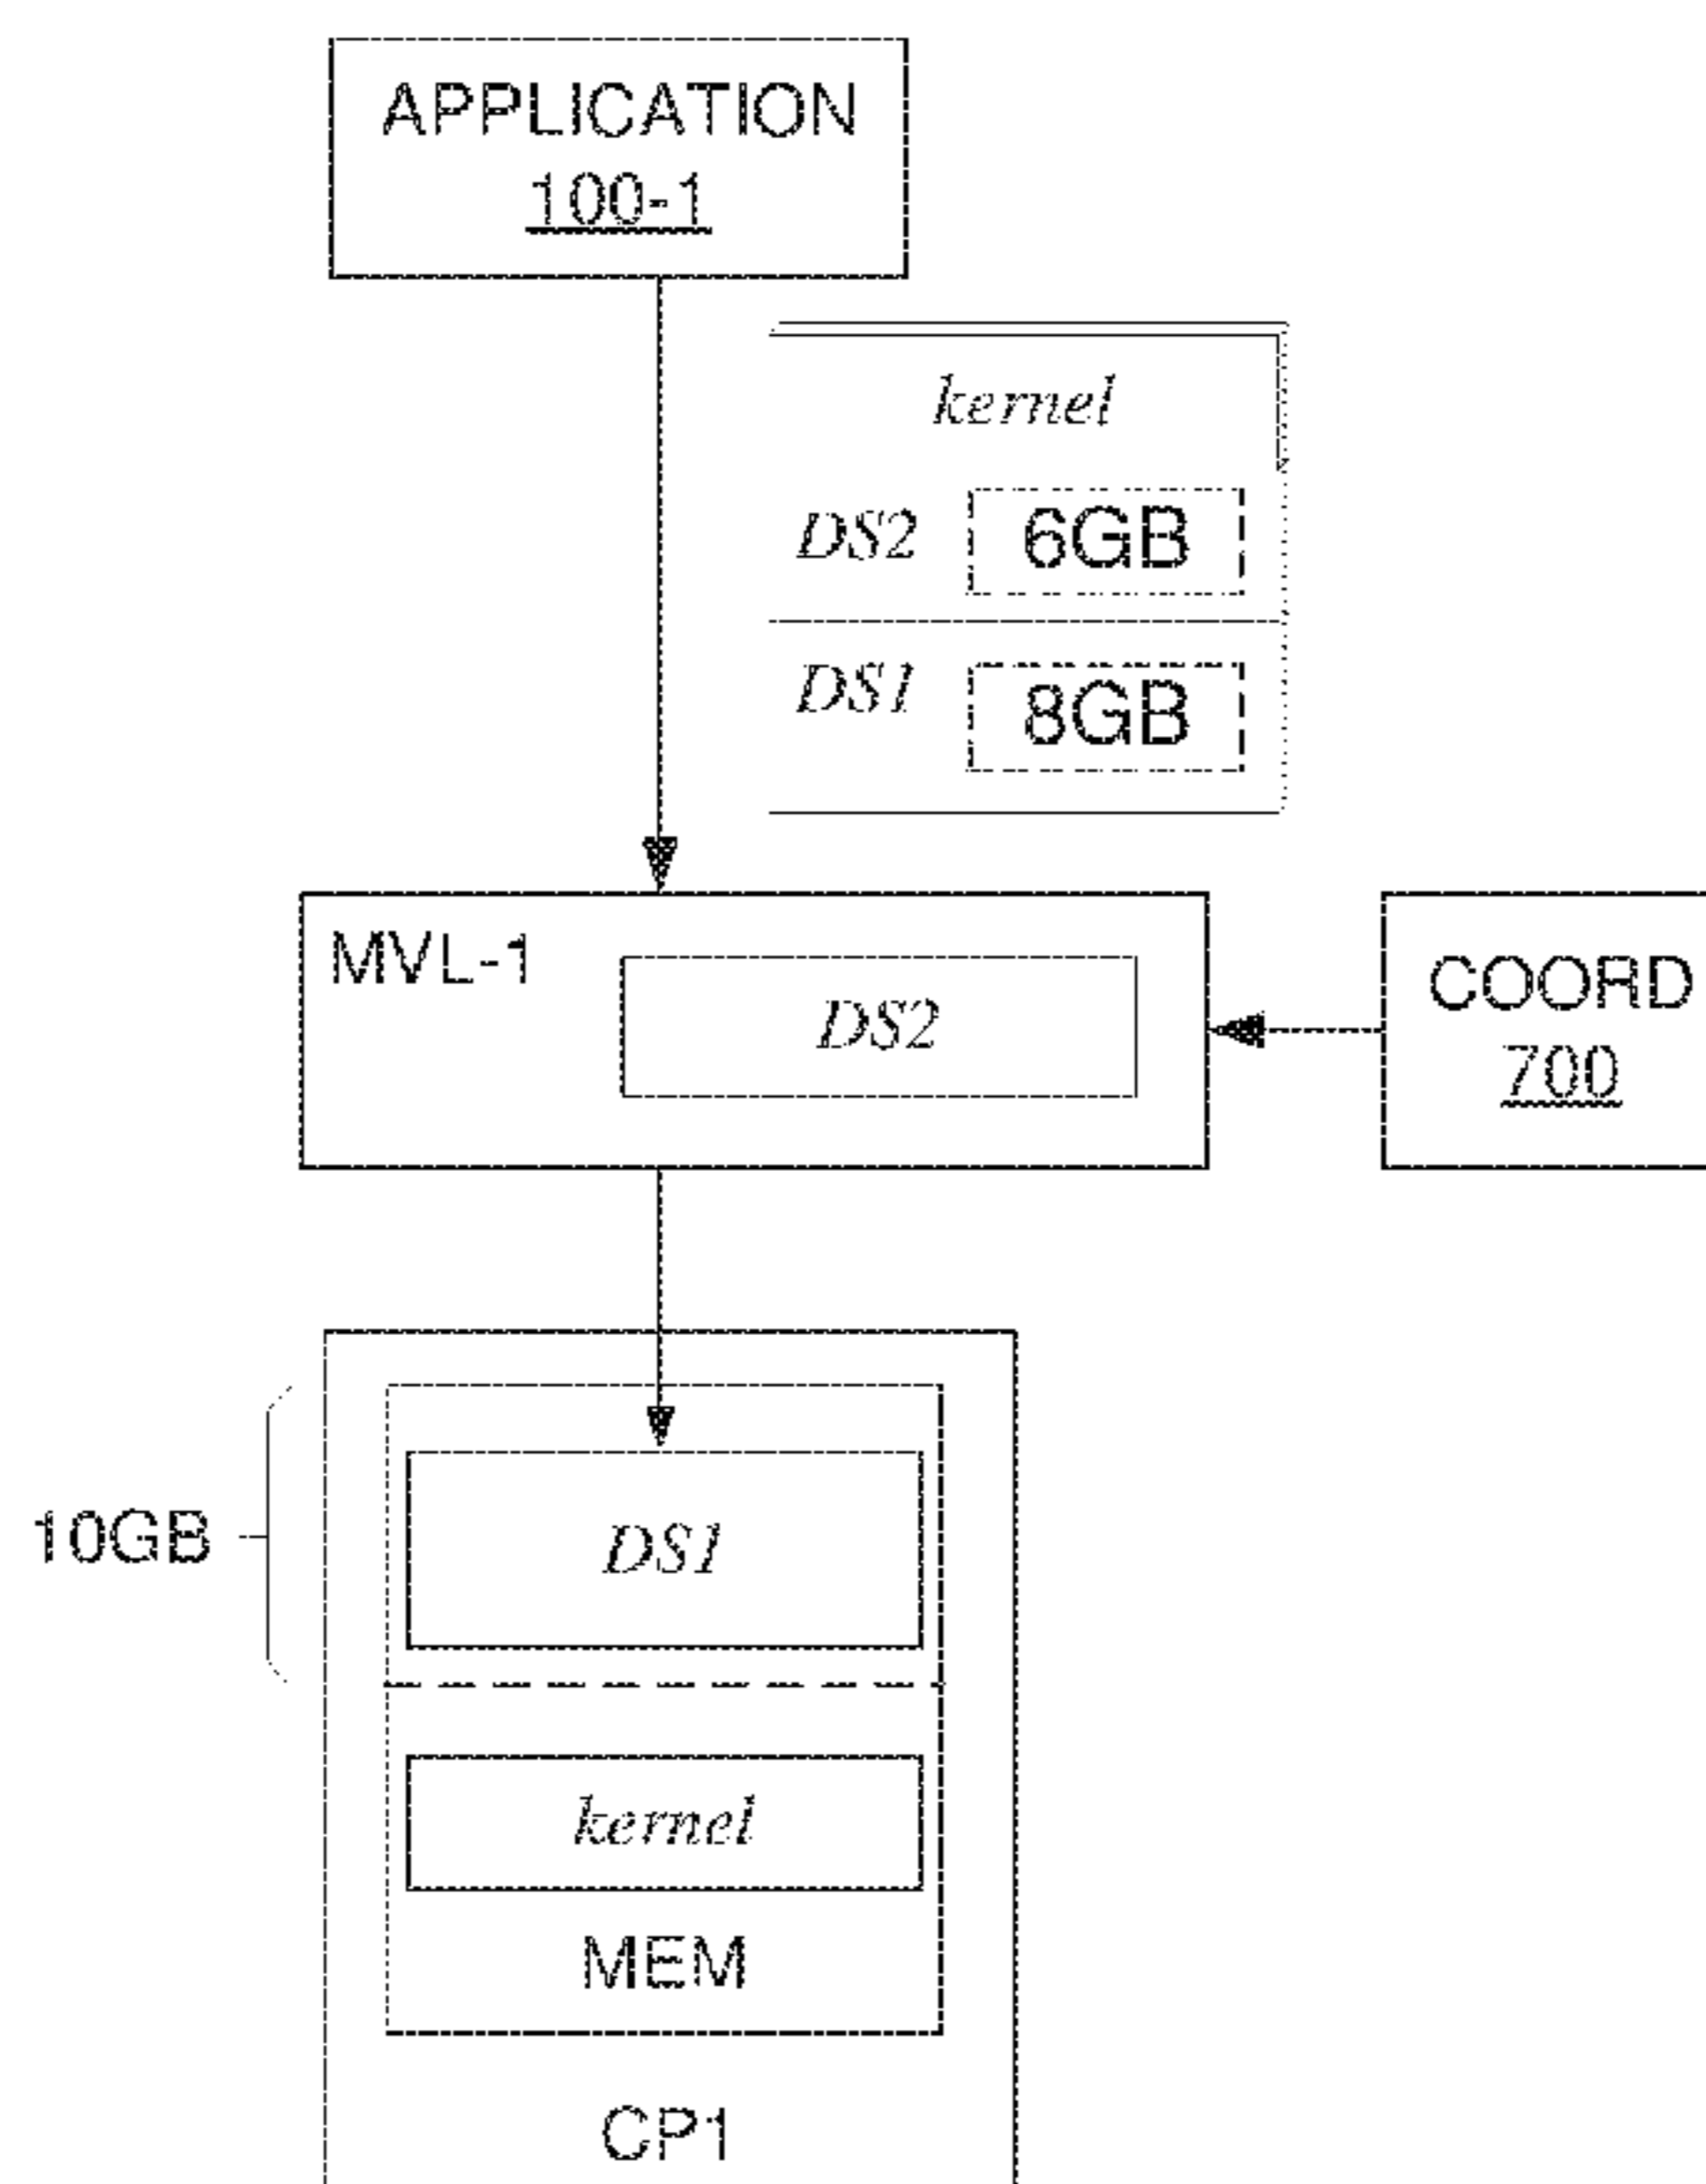 APPLICATION
100-1
kernel
DS2 6GB
DS1 8GB
MVL-1
DS2
COORD
700
10GB
DS1
kernel
MEM
CP1